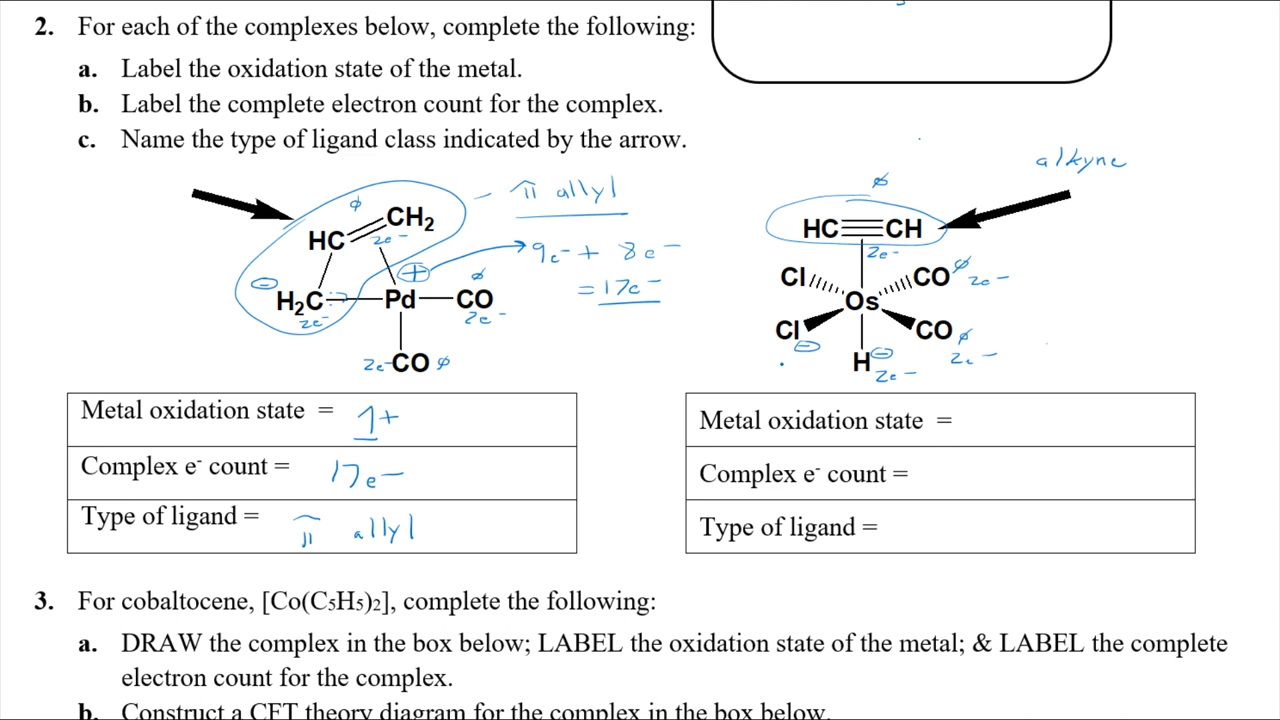 2. For each of the complexes below, complete the following:
a. Label the oxidation state of the metal.
b. Label the complete electron count for the complex.
c. Name the type of ligand class indicated by the arrow.
alkyne
π allyl
ϕ
CH₂
HC
2e⁻
⊕ → 9e⁻ + 8e⁻
= 17e⁻
⊖
H₂C
2e⁻
Pd
ϕ
CO
2e⁻
2e⁻ CO ϕ
ϕ
HC≡CH
2e⁻
Cl
CO ϕ 2e⁻
Os
Cl ⊖
CO ϕ
2e⁻
H ⊖
2e⁻
Metal oxidation state = 1+
Complex e⁻ count = 17e⁻
Type of ligand = π allyl
Metal oxidation state =
Complex e⁻ count =
Type of ligand =
3. For cobaltocene, [Co(C₅H₅)₂], complete the following:
a. DRAW the complex in the box below; LABEL the oxidation state of the metal; & LABEL the complete
electron count for the complex.
b. Construct a CFT theory diagram for the complex in the box below.